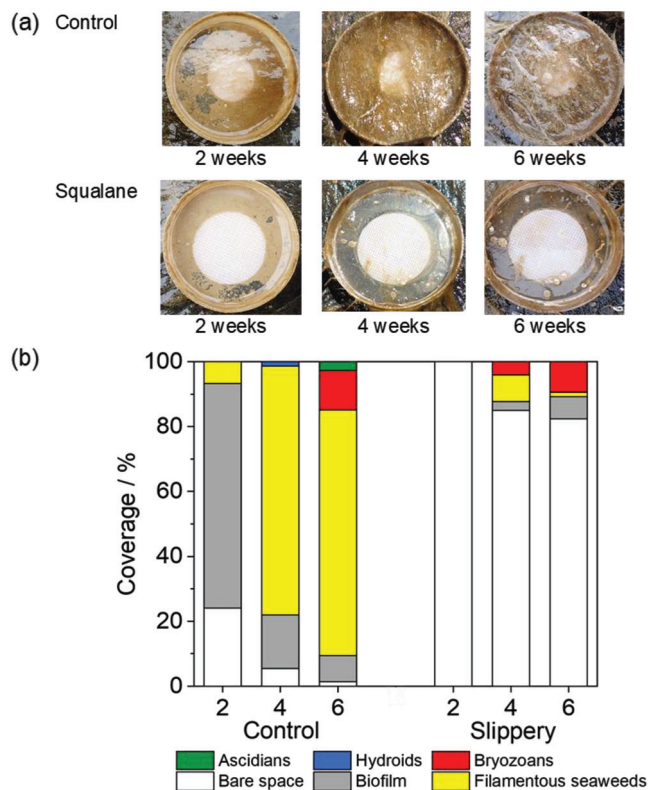 (a) Control
2 weeks 4 weeks 6 weeks
Squalane
2 weeks 4 weeks 6 weeks
(b)
100
80
60
40
20
0
Coverage / %
2 4 6 2 4 6
Control Slippery
Ascidians Hydroids Bryozoans
Bare space Biofilm Filamentous seaweeds